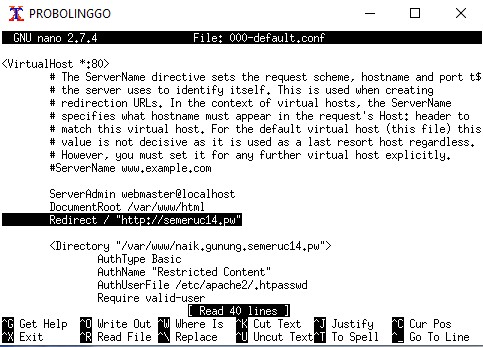 PROBOLINGGO
GNU nano 2.7.4 File: 000-default.conf
<VirtualHost *:80>
# The ServerName directive sets the request scheme, hostname and port t$
# the server uses to identify itself. This is used when creating
# redirection URLs. In the context of virtual hosts, the ServerName
# specifies what hostname must appear in the request's Host: header to
# match this virtual host. For the default virtual host (this file) this
# value is not decisive as it is used as a last resort host regardless.
# However, you must set it for any further virtual host explicitly.
#ServerName www.example.com
ServerAdmin webmaster@localhost
DocumentRoot /var/www/html
Redirect / "http://semeruc14.pw"
<Directory "/var/www/naik.gunung.semeruc14.pw">
AuthType Basic
AuthName "Restricted Content"
AuthUserFile /etc/apache2/.htpasswd
Require valid-user
[ Read 40 lines ]
^G Get Help ^O Write Out ^W Where Is ^K Cut Text ^J Justify ^C Cur Pos
^X Exit ^R Read File ^\ Replace ^U Uncut Text ^T To Spell ^_ Go To Line